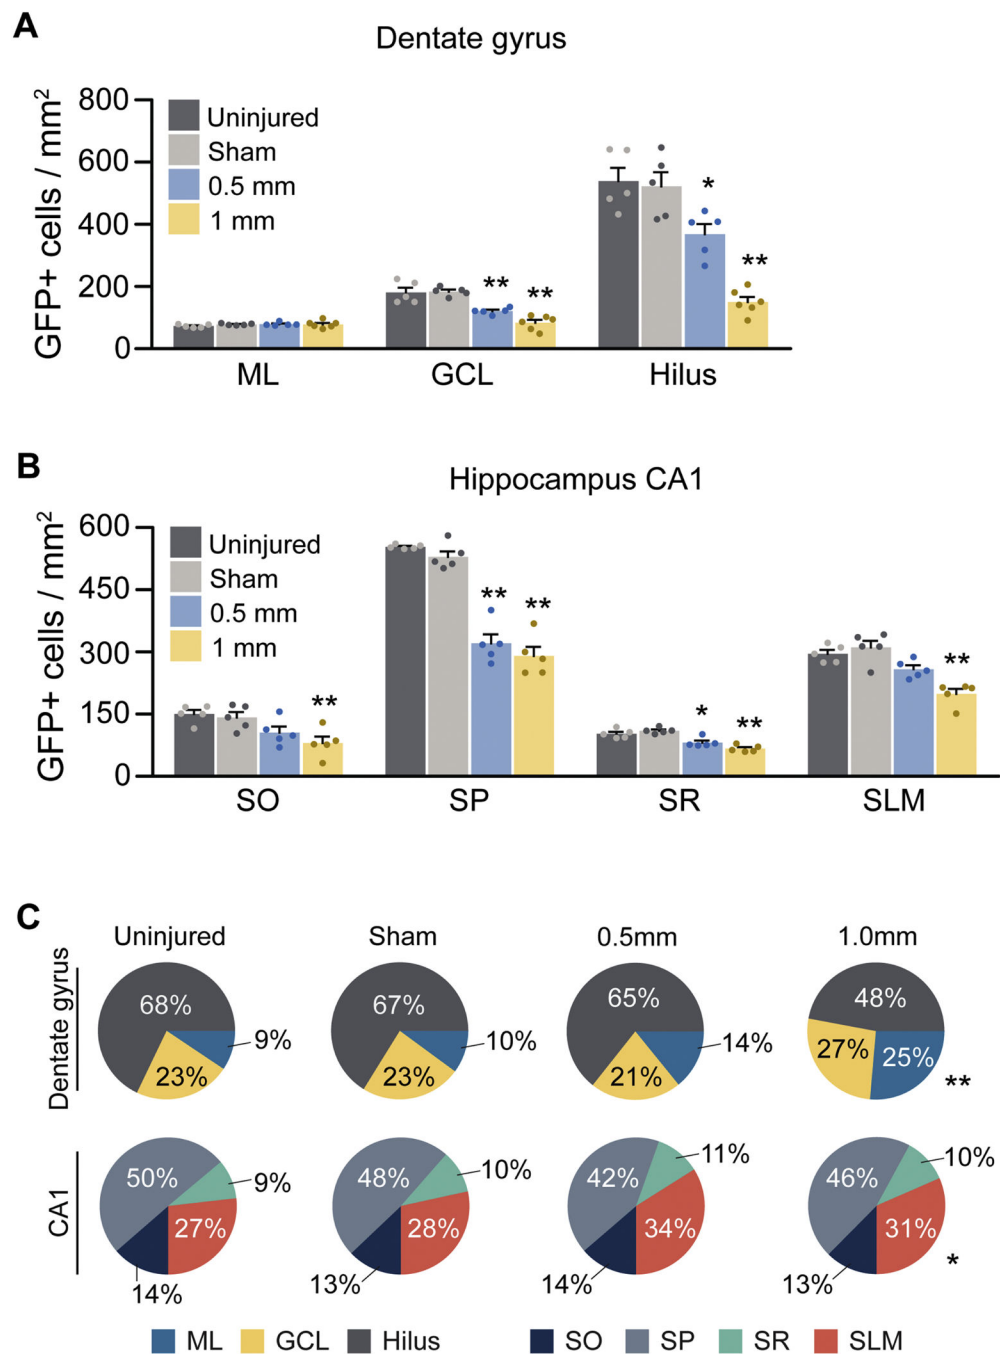 A
Dentate gyrus
GFP+ cells / mm²
800
600
400
200
0
Uninjured
Sham
0.5 mm
1 mm
** ** * **
ML GCL Hilus
B
Hippocampus CA1
GFP+ cells / mm²
600
450
300
150
0
Uninjured
Sham
0.5 mm
1 mm
** ** ** * ** **
SO SP SR SLM
C
Uninjured Sham 0.5mm 1.0mm
Dentate gyrus
68% 9% 23%
67% 10% 23%
65% 14% 21%
48% 27% 25% **
CA1
50% 9% 27% 14%
48% 10% 28% 13%
42% 11% 34% 14%
46% 10% 31% 13% *
ML GCL Hilus SO SP SR SLM